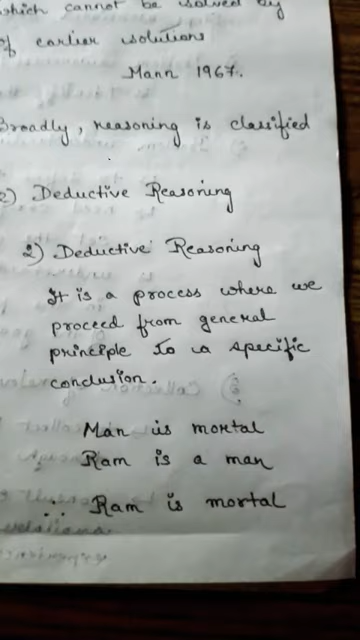 which cannot be solved by
of earlier solutions
Mann 1967.
Broadly, reasoning is classified
2) Deductive Reasoning
2) Deductive Reasoning
It is a process where we
proceed from general
principle to a specific
conclusion.
Man is mortal
Ram is a man
∴ Ram is mortal